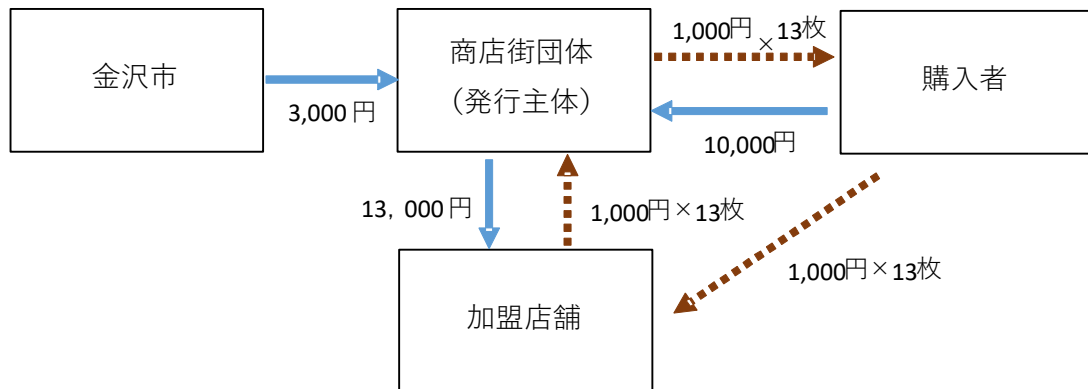 1,000円×13枚
金沢市
商店街団体
（発行主体）
購入者
3,000円
10,000円
13，000円
1,000円×13枚
1,000円×13枚
加盟店舗